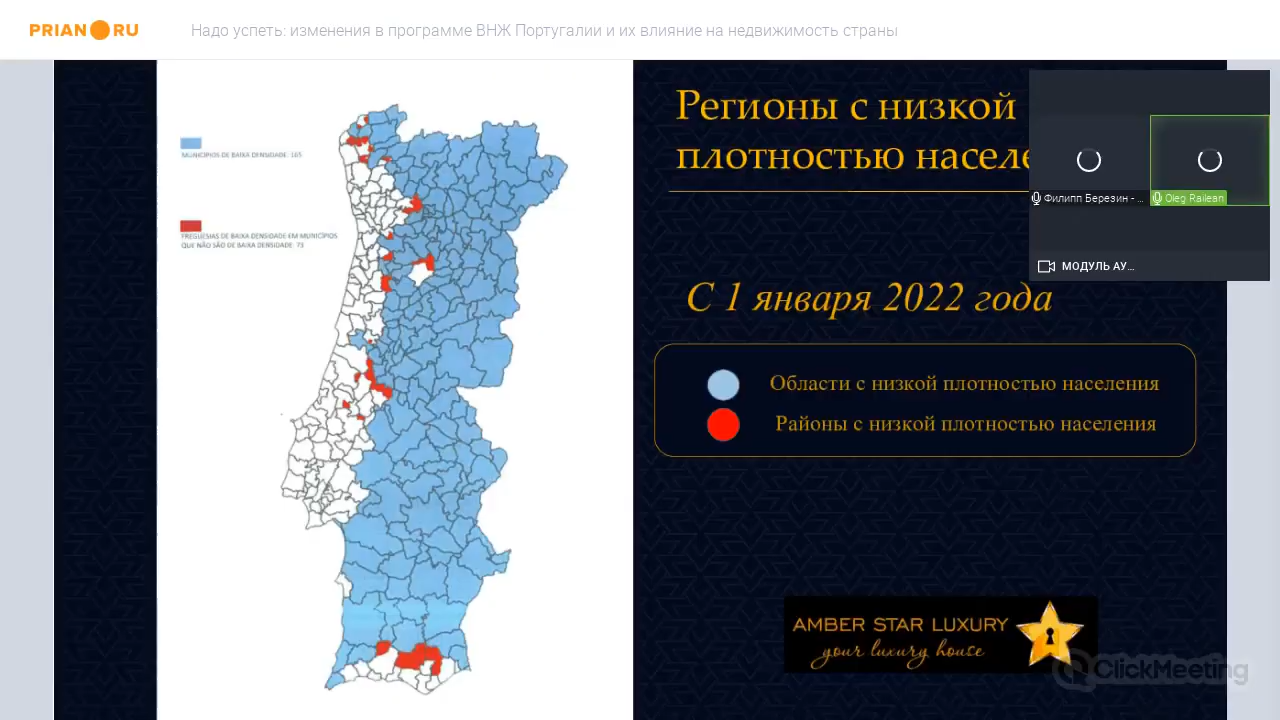 PRIAN RU
Надо успеть: изменения в программе ВНЖ Португалии и их влияние на недвижимость страны
MUNICÍPIOS DE BAIXA DENSIDADE: 165
FREGUESIAS DE BAIXA DENSIDADE EM MUNICÍPIOS
QUE NÃO SÃO DE BAIXA DENSIDADE: 73
Регионы с низкой
плотностью населе
Филипп Березин - ...
Oleg Railean
МОДУЛЬ АУ...
С 1 января 2022 года
Области с низкой плотностью населения
Районы с низкой плотностью населения
AMBER STAR LUXURY
your luxury house
ClickMeeting